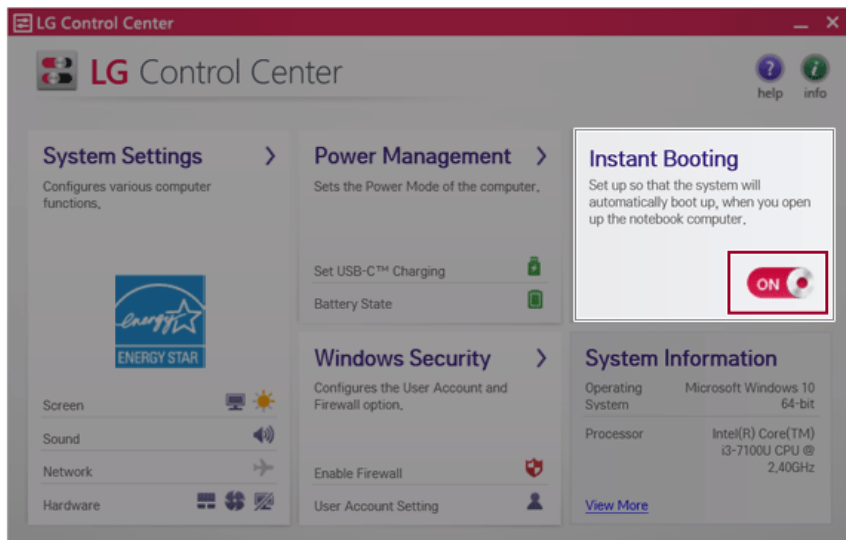 LG Control Center
LG Control Center
help
info
System Settings
Configures various computer
functions,
ENERGY STAR
Screen
Sound
Network
Hardware
Power Management
Sets the Power Mode of the computer,
Set USB-C™ Charging
Battery State
Windows Security
Configures the User Account and
Firewall option,
Enable Firewall
User Account Setting
Instant Booting
Set up so that the system will
automatically boot up, when you open
up the notebook computer,
ON
System Information
Operating
System
Microsoft Windows 10
64-bit
Processor
Intel(R) Core(TM)
i3-7100U CPU @
2,40GHz
View More